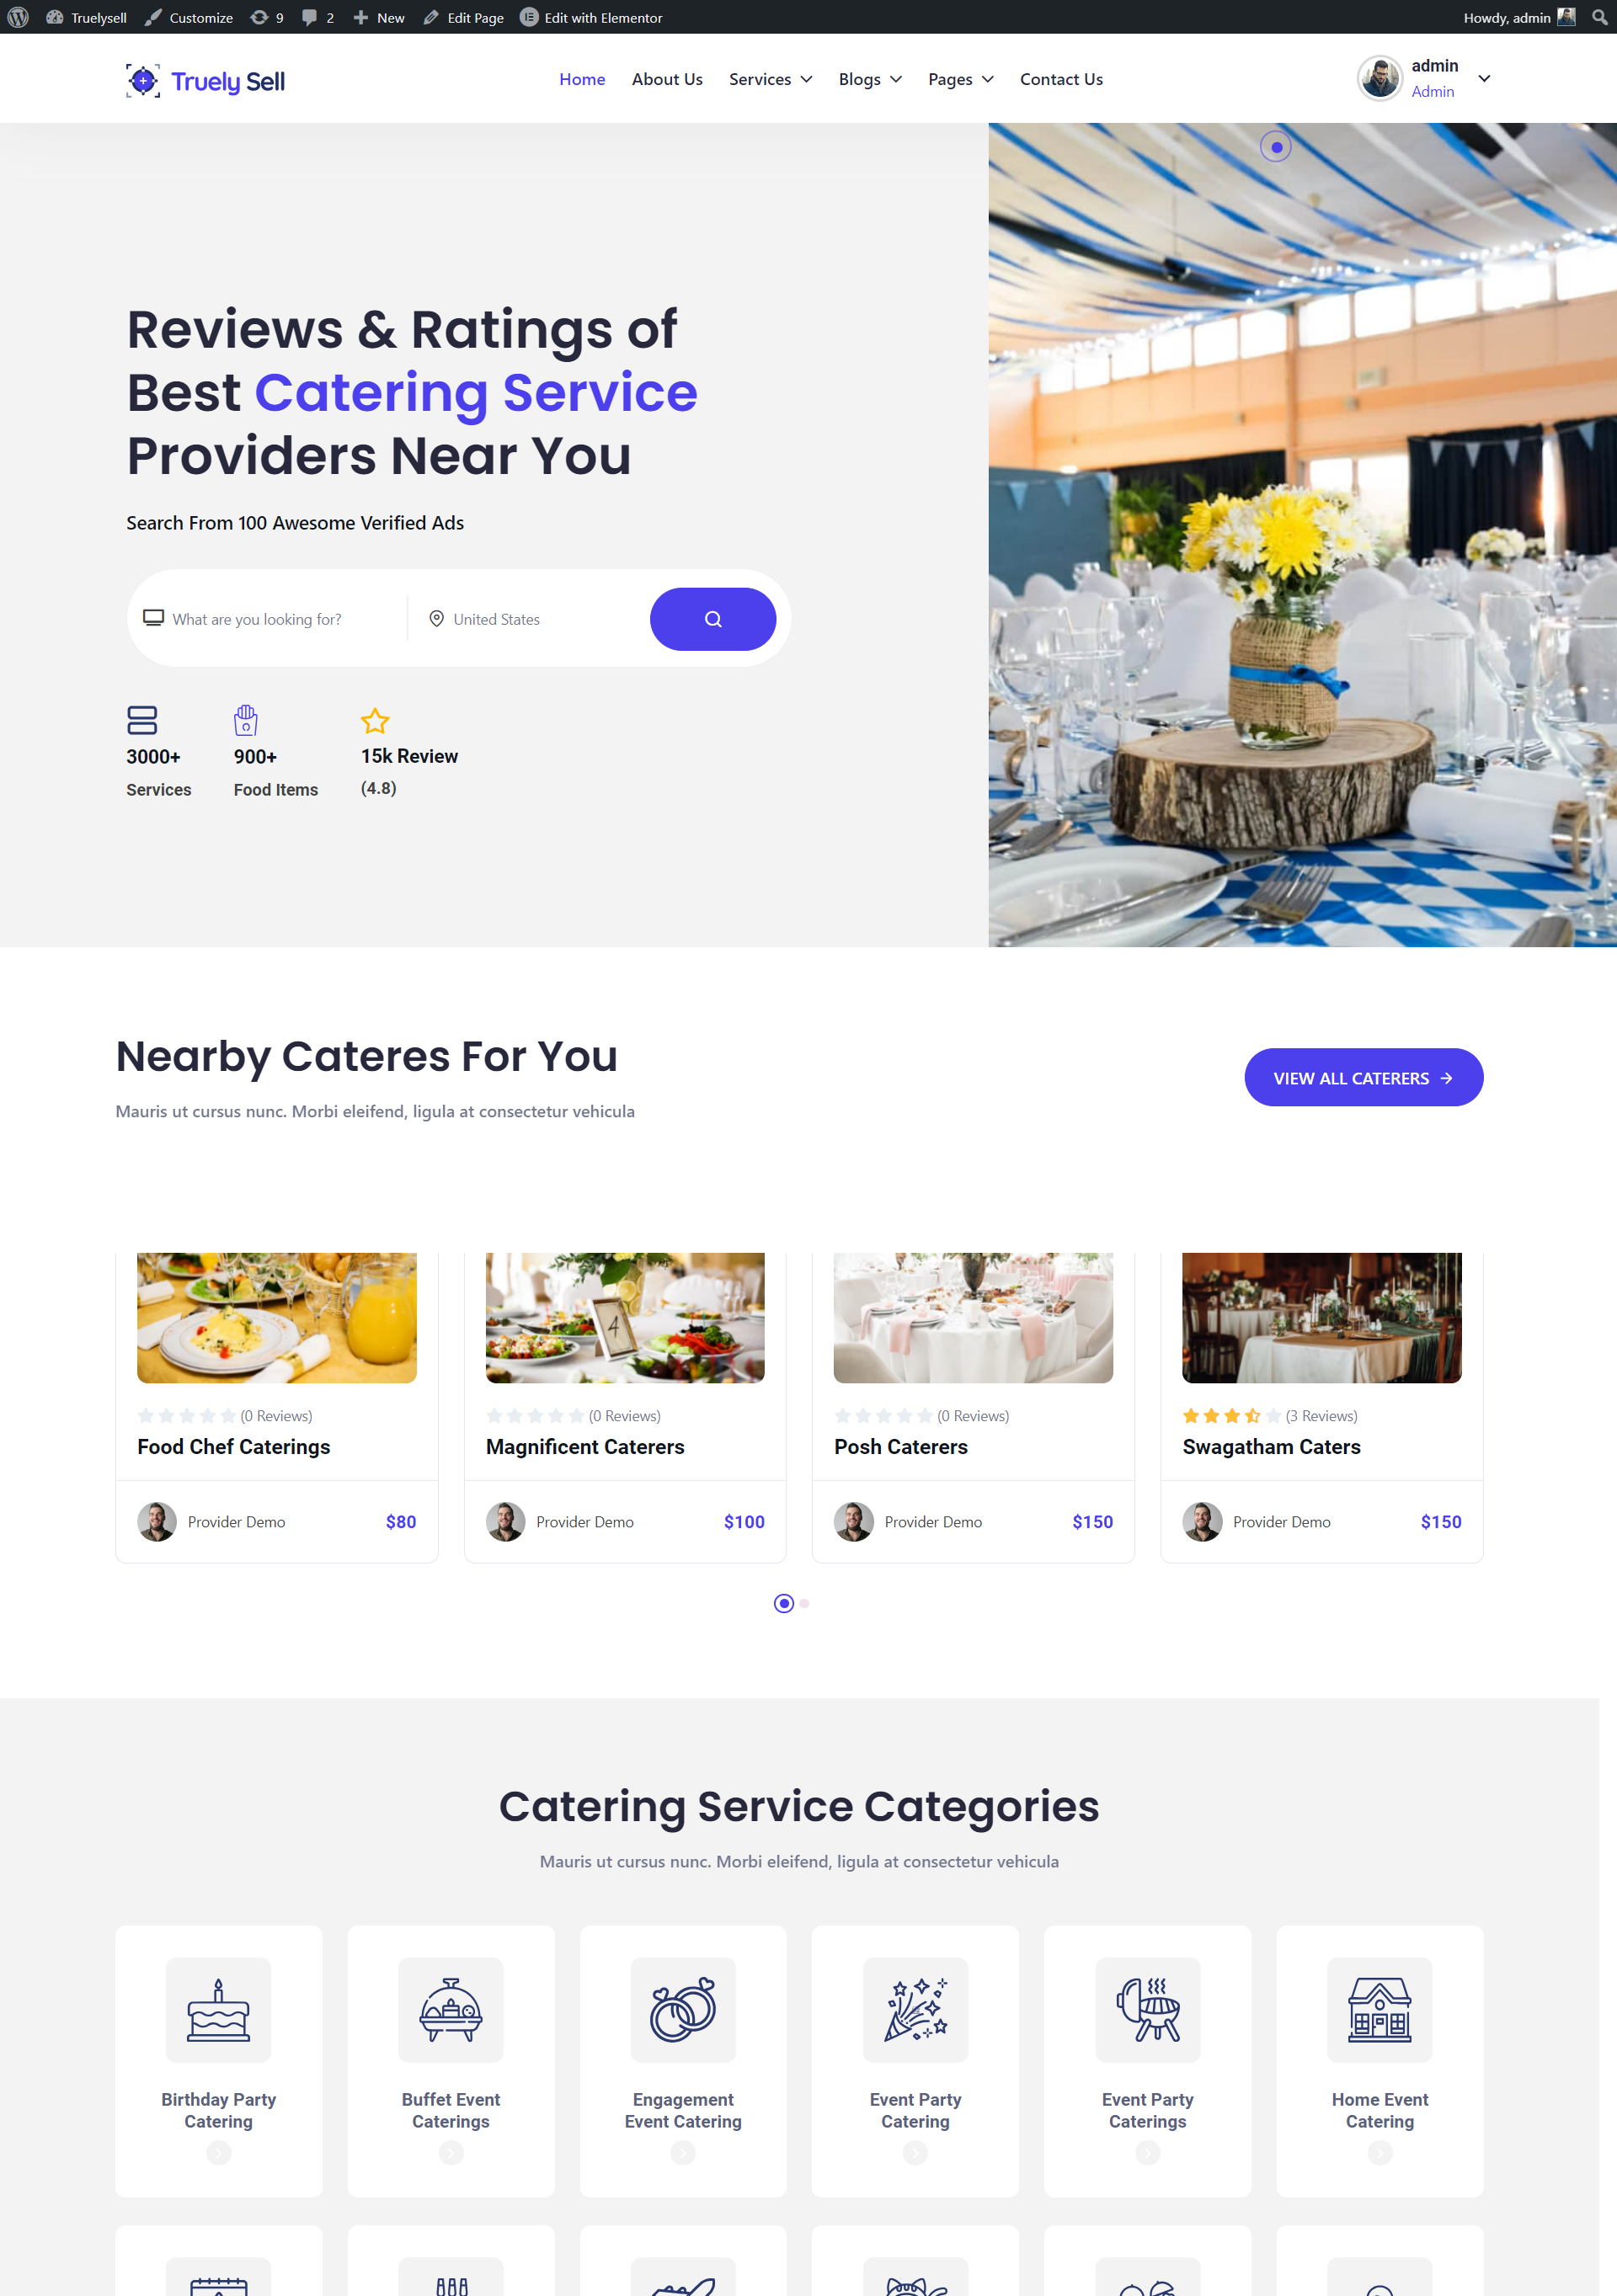 Truelysell Customize 9 2 New Edit Page Edit with Elementor Howdy, admin
Truely Sell Home About Us Services Blogs Pages Contact Us admin
Admin
Reviews & Ratings of
Best Catering Service
Providers Near You
Search From 100 Awesome Verified Ads
What are you looking for? United States
3000+ 900+ 15k Review
Services Food Items (4.8)
Nearby Cateres For You
VIEW ALL CATERERS
Mauris ut cursus nunc. Morbi eleifend, ligula at consectetur vehicula
4
(0 Reviews) (0 Reviews) (0 Reviews) (3 Reviews)
Food Chef Caterings Magnificent Caterers Posh Caterers Swagatham Caters
Provider Demo $80 Provider Demo $100 Provider Demo $150 Provider Demo $150
Catering Service Categories
Mauris ut cursus nunc. Morbi eleifend, ligula at consectetur vehicula
Birthday Party Buffet Event Engagement Event Party Event Party Home Event
Catering Caterings Event Catering Catering Caterings Catering